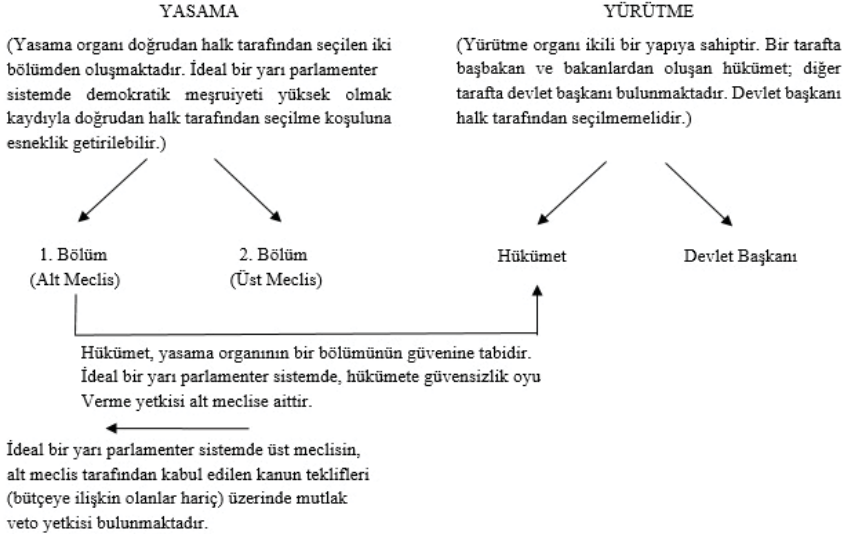 YASAMA
(Yasama organı doğrudan halk tarafından seçilen iki
bölümden oluşmaktadır. İdeal bir yarı parlamenter
sistemde demokratik meşruiyeti yüksek olmak
kaydıyla doğrudan halk tarafından seçilme koşuluna
esneklik getirilebilir.)
YÜRÜTME
(Yürütme organı ikili bir yapıya sahiptir. Bir tarafta
başbakan ve bakanlardan oluşan hükümet; diğer
tarafta devlet başkanı bulunmaktadır. Devlet başkanı
halk tarafından seçilmemelidir.)
1. Bölüm
(Alt Meclis)
2. Bölüm
(Üst Meclis)
Hükümet
Devlet Başkanı
Hükümet, yasama organının bir bölümünün güvenine tabidir.
İdeal bir yarı parlamenter sistemde, hükümete güvensizlik oyu
Verme yetkisi alt meclise aittir.
İdeal bir yarı parlamenter sistemde üst meclisin,
alt meclis tarafından kabul edilen kanun teklifleri
(bütçeye ilişkin olanlar hariç) üzerinde mutlak
veto yetkisi bulunmaktadır.